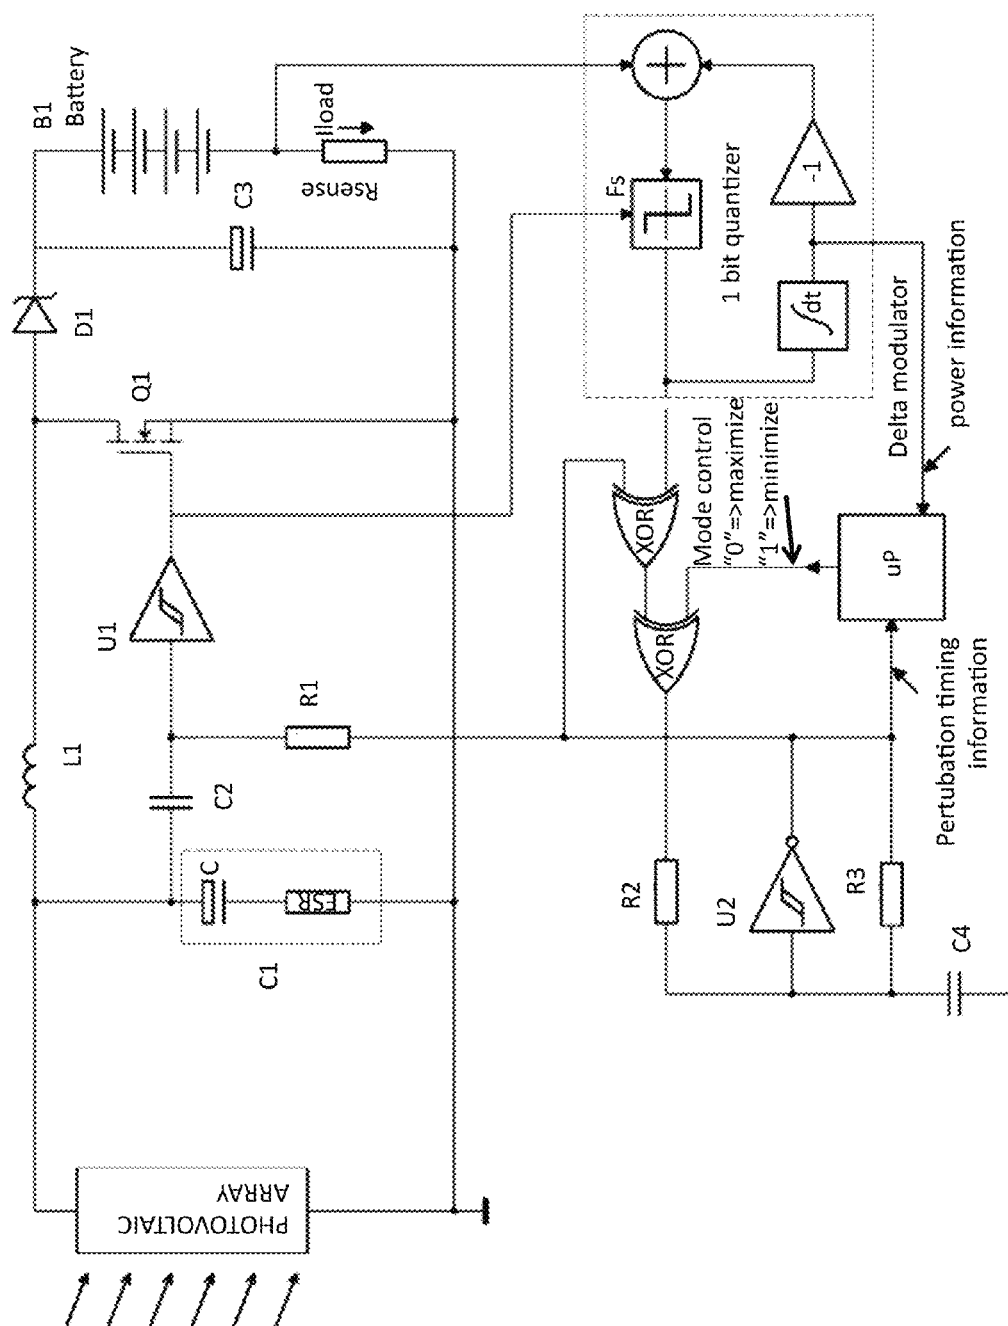 PHOTOVOLTAIC
ARRAY
L1
C1
C
ESR
C2
R1
U1
Q1
D1
C3
B1
Battery
Rsense
Iload
R2
U2
R3
C4
XOR
XOR
Mode control
"0"=>maximize
"1"=>minimize
uP
Pertubation timing
information
Fs
1 bit quantizer
∫dt
-1
Delta modulator
power information